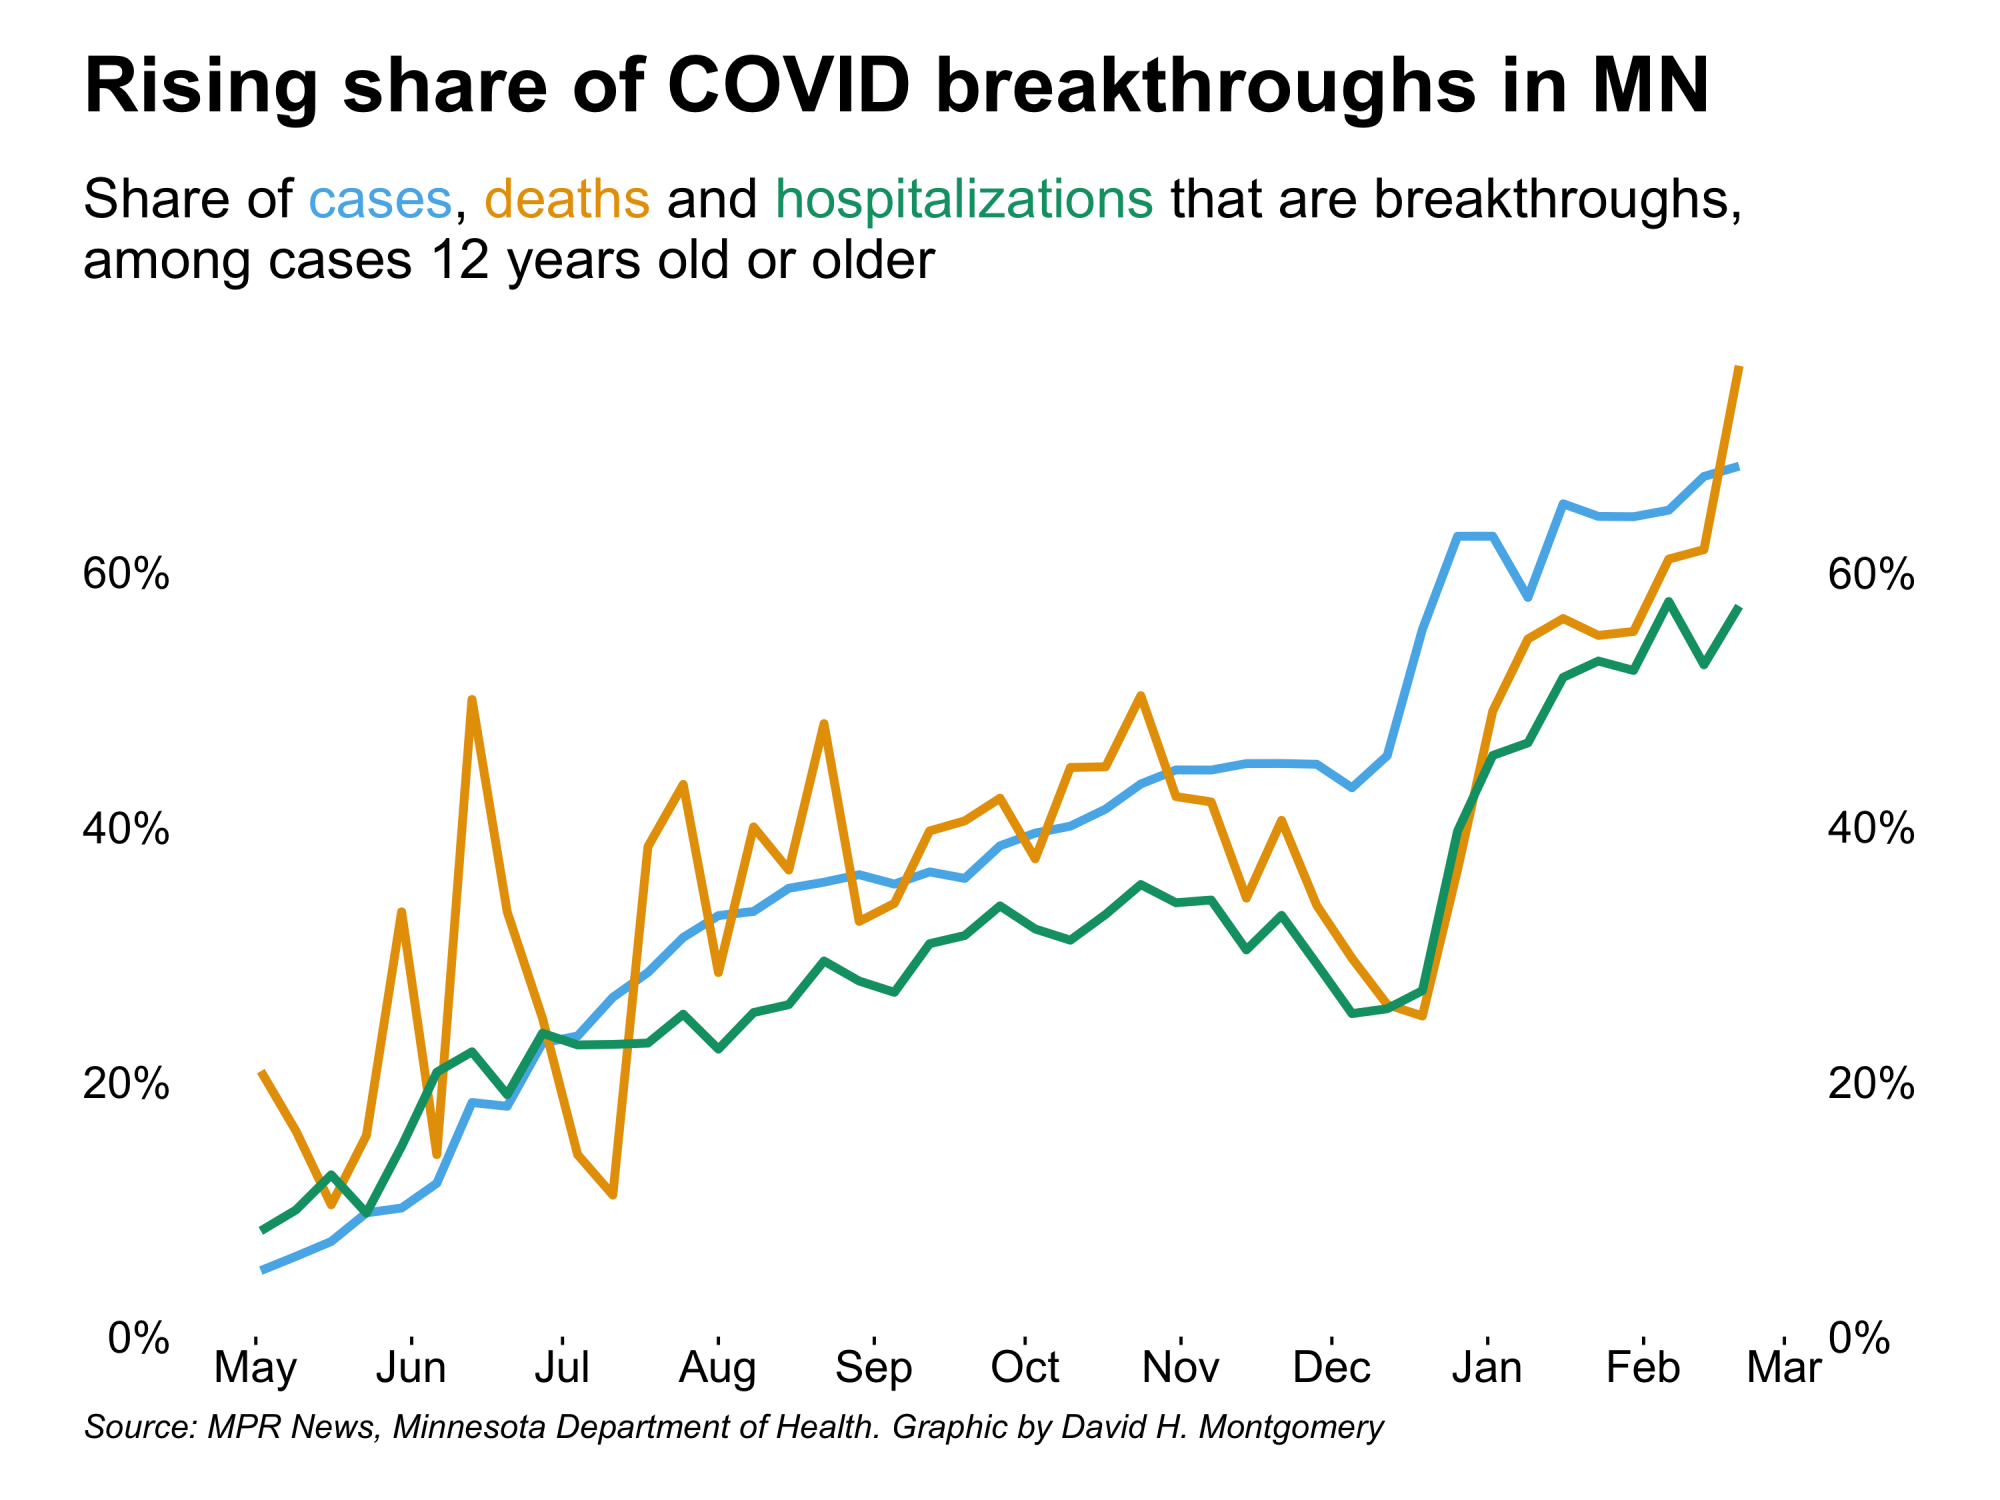 Rising share of COVID breakthroughs in MN
Share of cases, deaths and hospitalizations that are breakthroughs,
among cases 12 years old or older
60% 60%
40% 40%
20% 20%
0% 0%
May Jun Jul Aug Sep Oct Nov Dec Jan Feb Mar
Source: MPR News, Minnesota Department of Health. Graphic by David H. Montgomery